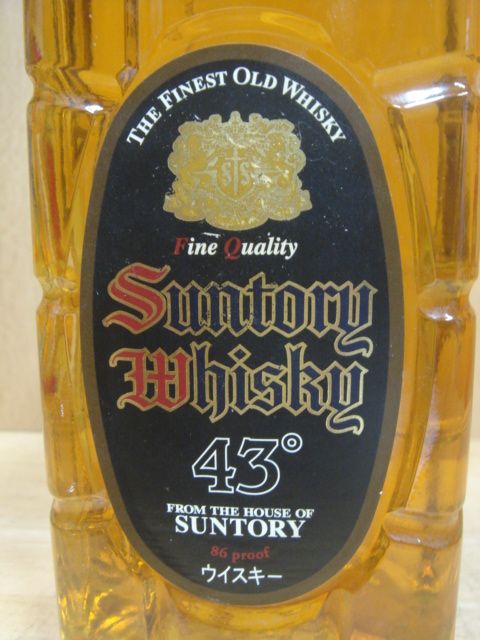 THE FINEST OLD WHISKY
STS
Fine Quality
Suntory
Whisky
43°
FROM THE HOUSE OF
SUNTORY
86 proof
ウイスキー